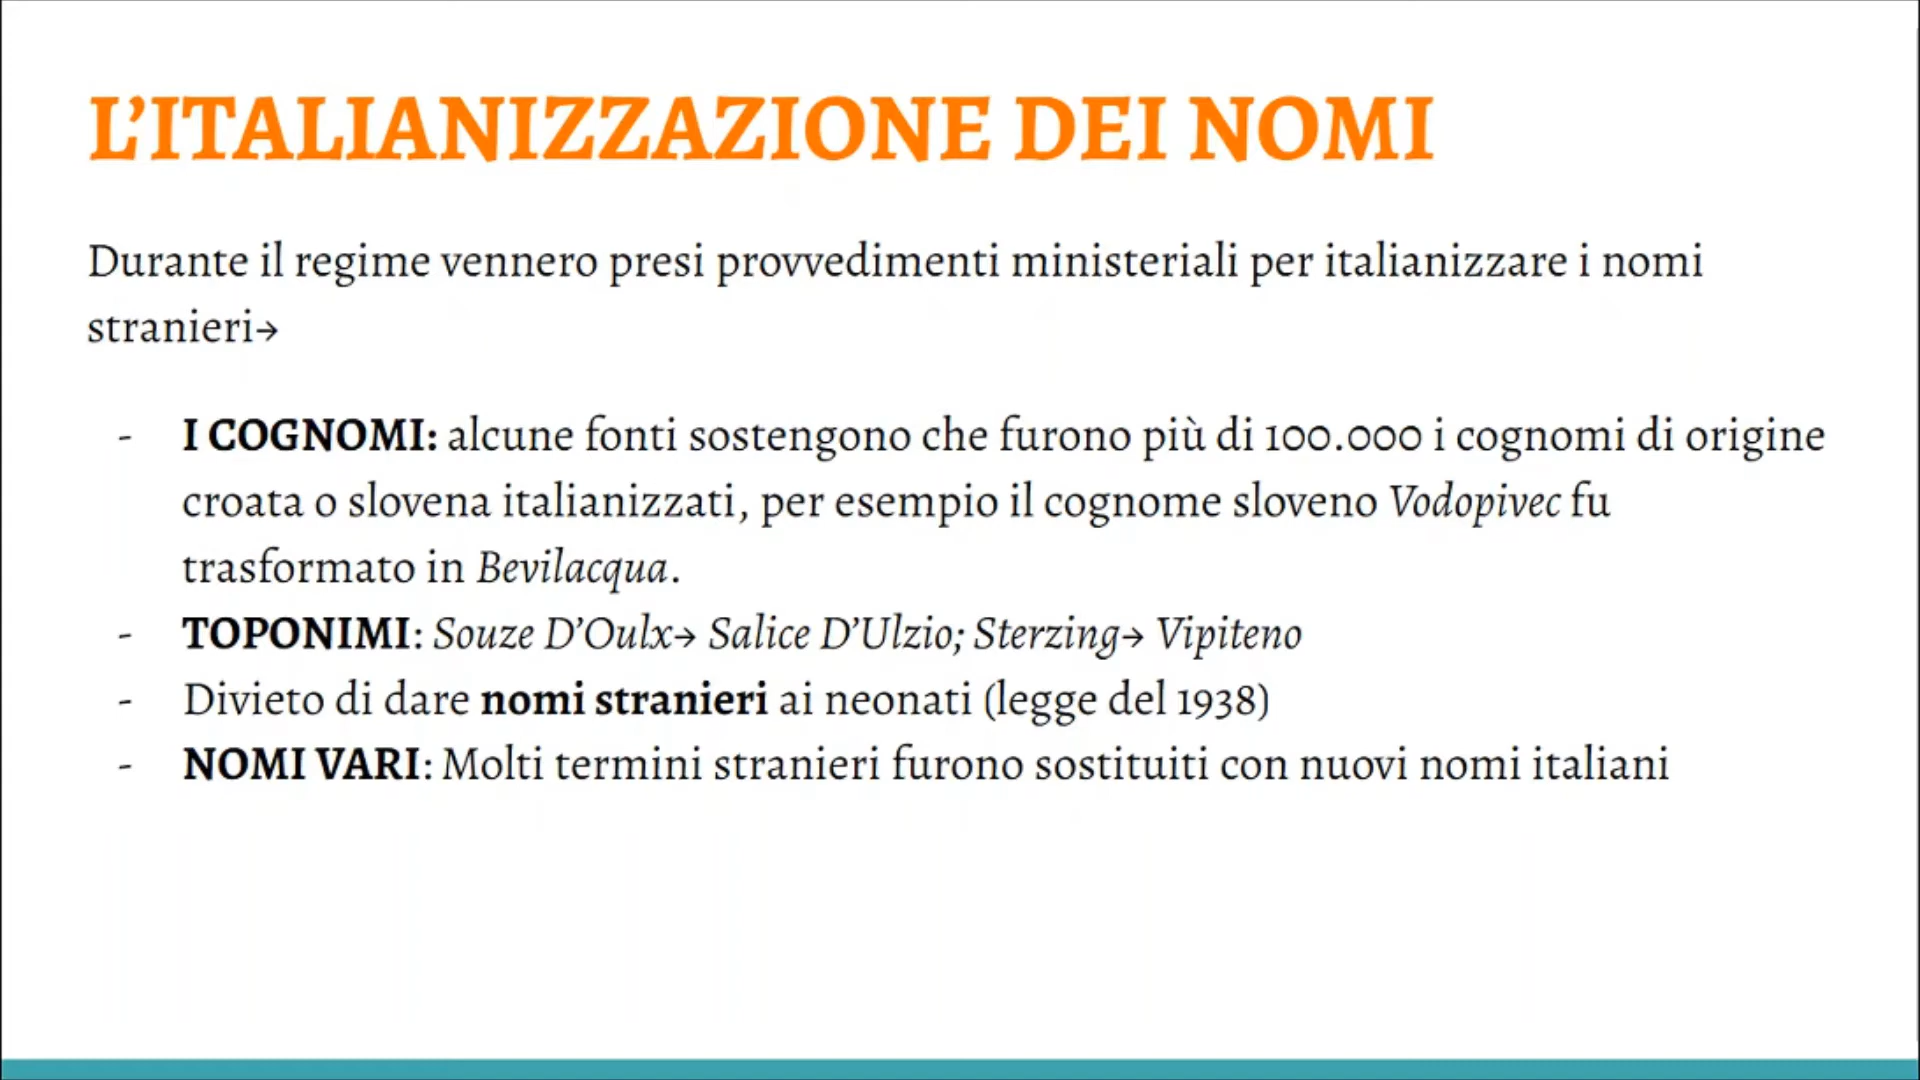 L’ITALIANIZZAZIONE DEI NOMI
Durante il regime vennero presi provvedimenti ministeriali per italianizzare i nomi
stranieri→
- I COGNOMI: alcune fonti sostengono che furono più di 100.000 i cognomi di origine
croata o slovena italianizzati, per esempio il cognome sloveno Vodopivec fu
trasformato in Bevilacqua.
- TOPONIMI: Souze D’Oulx→ Salice D’Ulzio; Sterzing→ Vipiteno
- Divieto di dare nomi stranieri ai neonati (legge del 1938)
- NOMI VARI: Molti termini stranieri furono sostituiti con nuovi nomi italiani